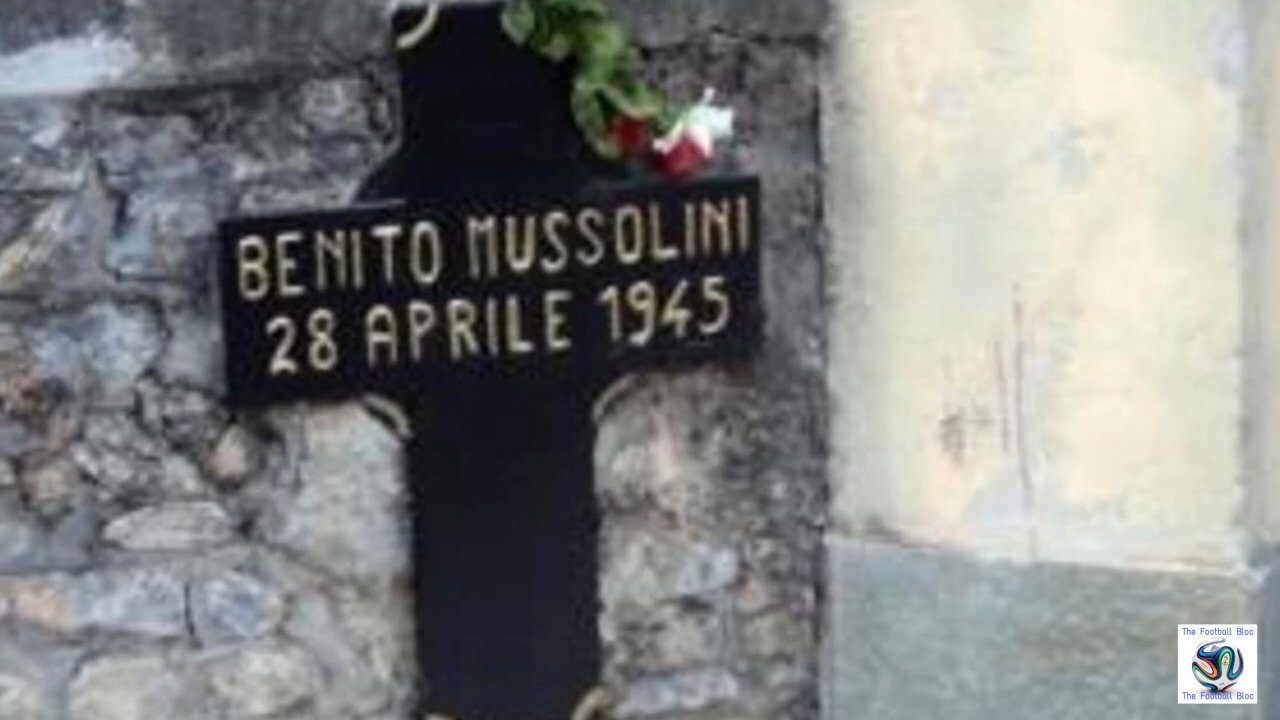 BENITO MUSSOLINI
28 APRILE 1945
The Football Bloc
The Football Bloc